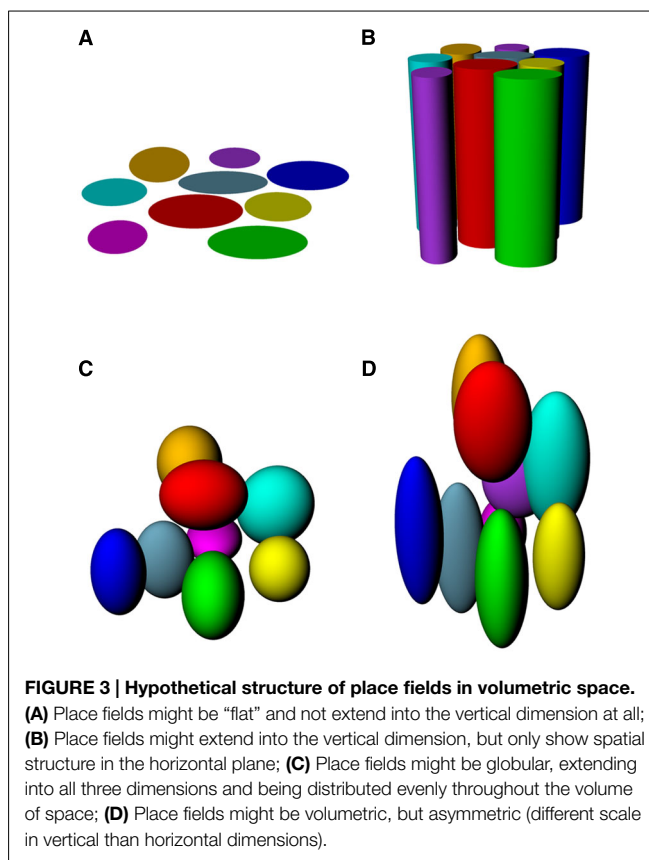 A
B
C
D
FIGURE 3 | Hypothetical structure of place fields in volumetric space.
(A) Place fields might be “flat” and not extend into the vertical dimension at all;
(B) Place fields might extend into the vertical dimension, but only show spatial
structure in the horizontal plane; (C) Place fields might be globular, extending
into all three dimensions and being distributed evenly throughout the volume
of space; (D) Place fields might be volumetric, but asymmetric (different scale
in vertical than horizontal dimensions).